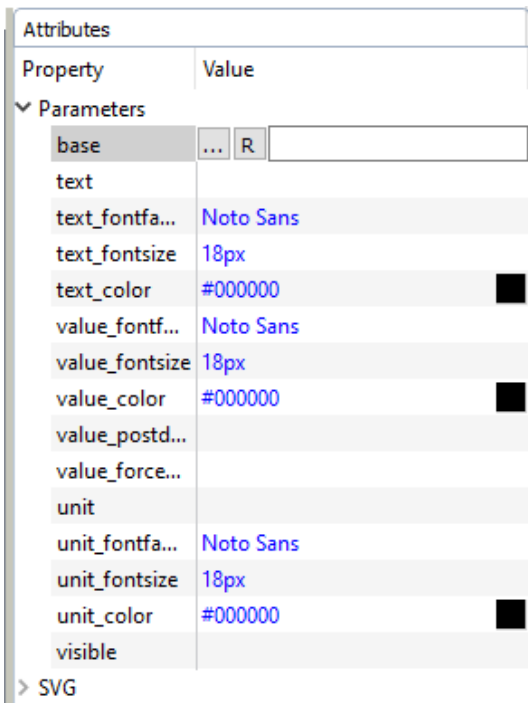 Attributes
Property Value
Parameters
base ... R
text
text_fontfa... Noto Sans
text_fontsize 18px
text_color #000000
value_fontf... Noto Sans
value_fontsize 18px
value_color #000000
value_postd...
value_force...
unit
unit_fontfa... Noto Sans
unit_fontsize 18px
unit_color #000000
visible
SVG